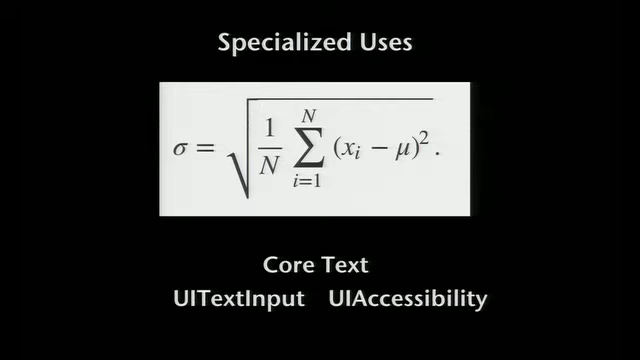 Specialized Uses
σ = √(1/N ∑_{i=1}^{N} (x_i − μ)²) .
Core Text
UITextInput UIAccessibility